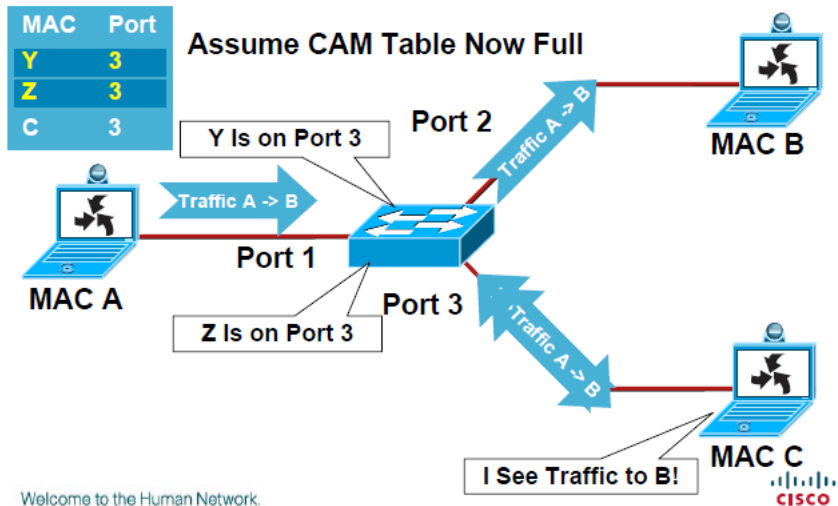 MAC Port
Y 3
Z 3
C 3
Assume CAM Table Now Full
Y Is on Port 3
Port 2
Traffic A -> B
MAC B
Traffic A -> B
MAC A
Port 1
Port 3
Z Is on Port 3
Traffic A -> B
MAC C
I See Traffic to B!
Welcome to the Human Network.
CISCO